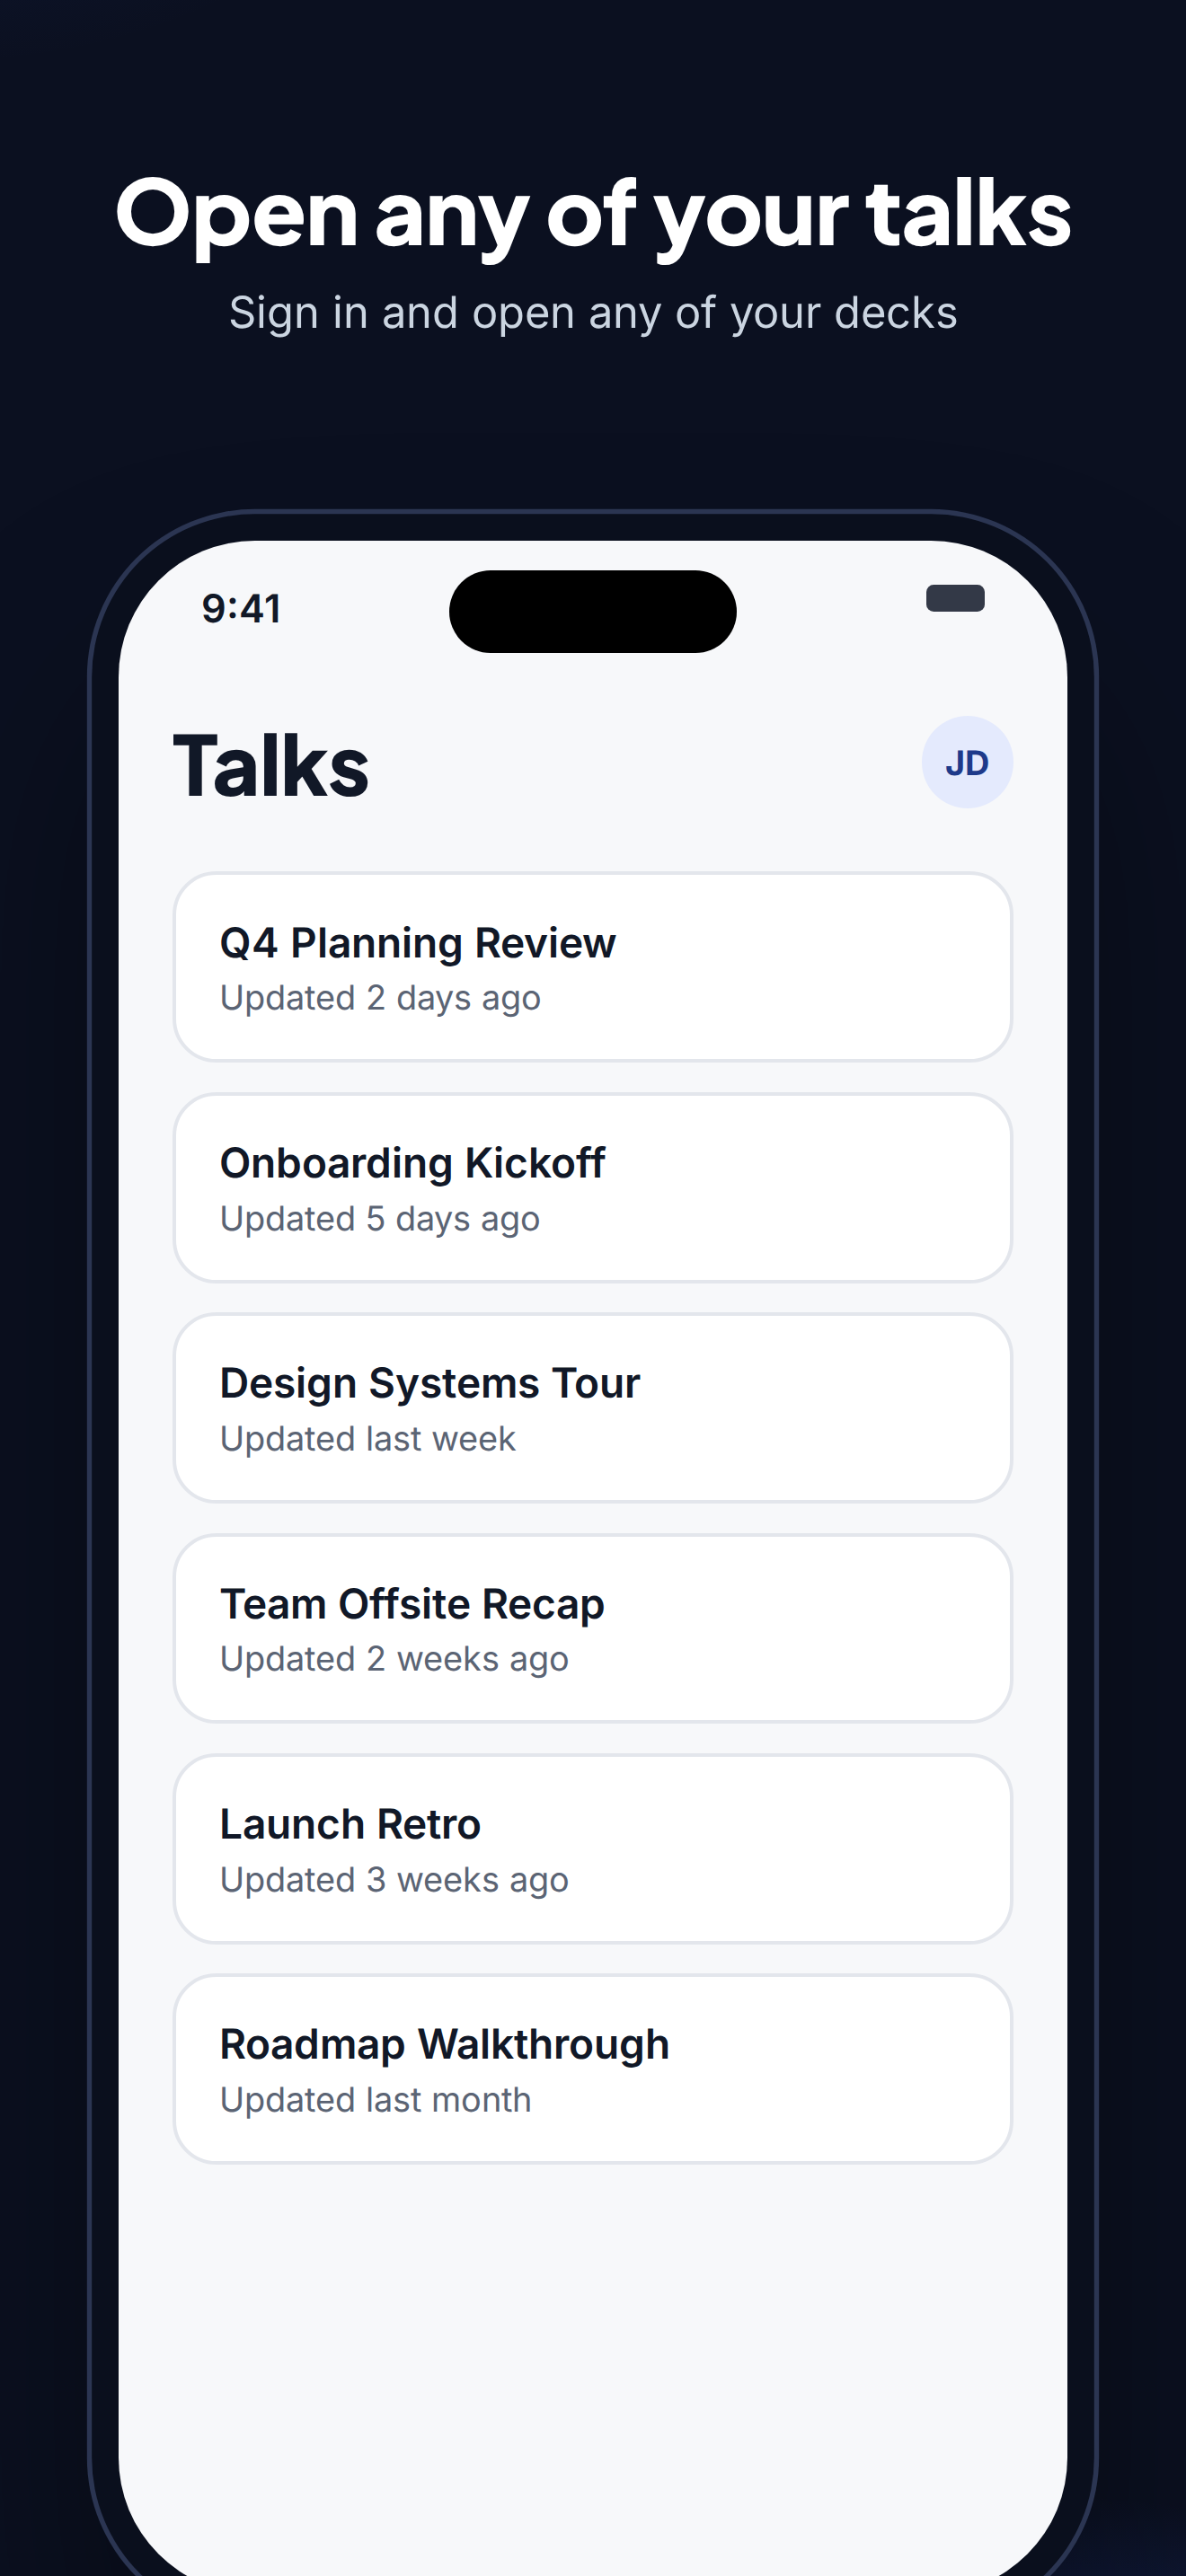 Open any of your talks
Sign in and open any of your decks
9:41
Talks
JD
Q4 Planning Review
Updated 2 days ago
Onboarding Kickoff
Updated 5 days ago
Design Systems Tour
Updated last week
Team Offsite Recap
Updated 2 weeks ago
Launch Retro
Updated 3 weeks ago
Roadmap Walkthrough
Updated last month